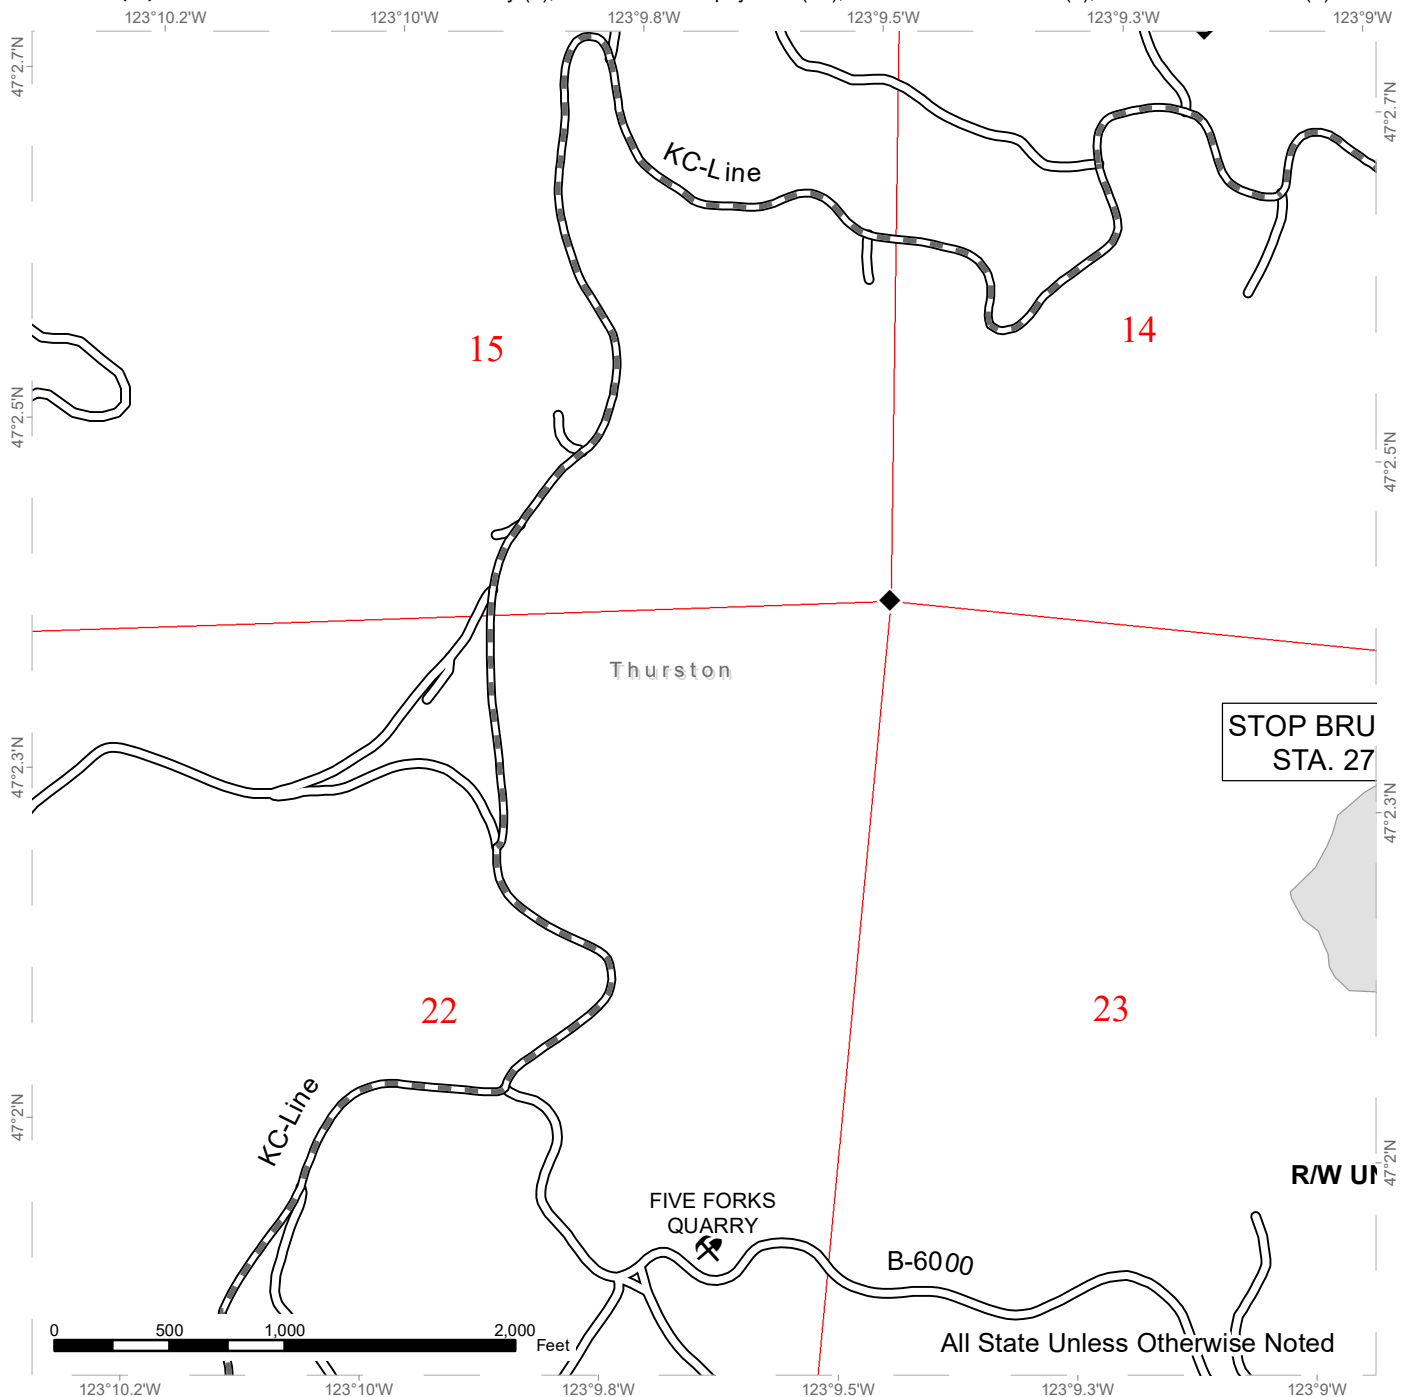 123°10.2'W 123°10'W 123°9.8'W 123°9.5'W 123°9.3'W 123°9'W
47°2.7'N
47°2.7'N
KC-Line
15
14
47°2.5'N
47°2.5'N
Thurston
STOP BRU
STA. 27
47°2.3'N
47°2.3'N
22
23
KC-Line
47°2'N
47°2'N
R/W UN
FIVE FORKS
QUARRY
B-6000
0 500 1,000 2,000
Feet
All State Unless Otherwise Noted
123°10.2'W 123°10'W 123°9.8'W 123°9.5'W 123°9.3'W 123°9'W